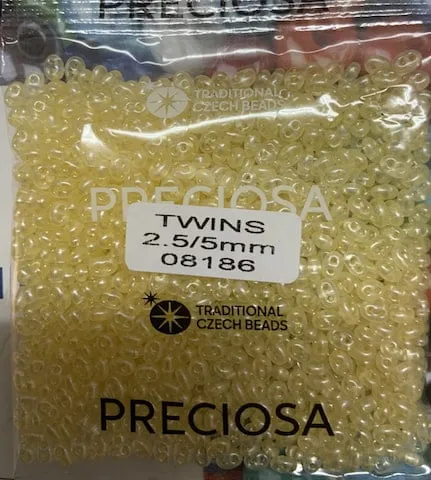 PRECIOSA
TRADITIONAL
CZECH BEADS
PRECIOSA
TWINS
2.5/5mm
08186
TRADITIONAL
CZECH BEADS
PRECIOSA